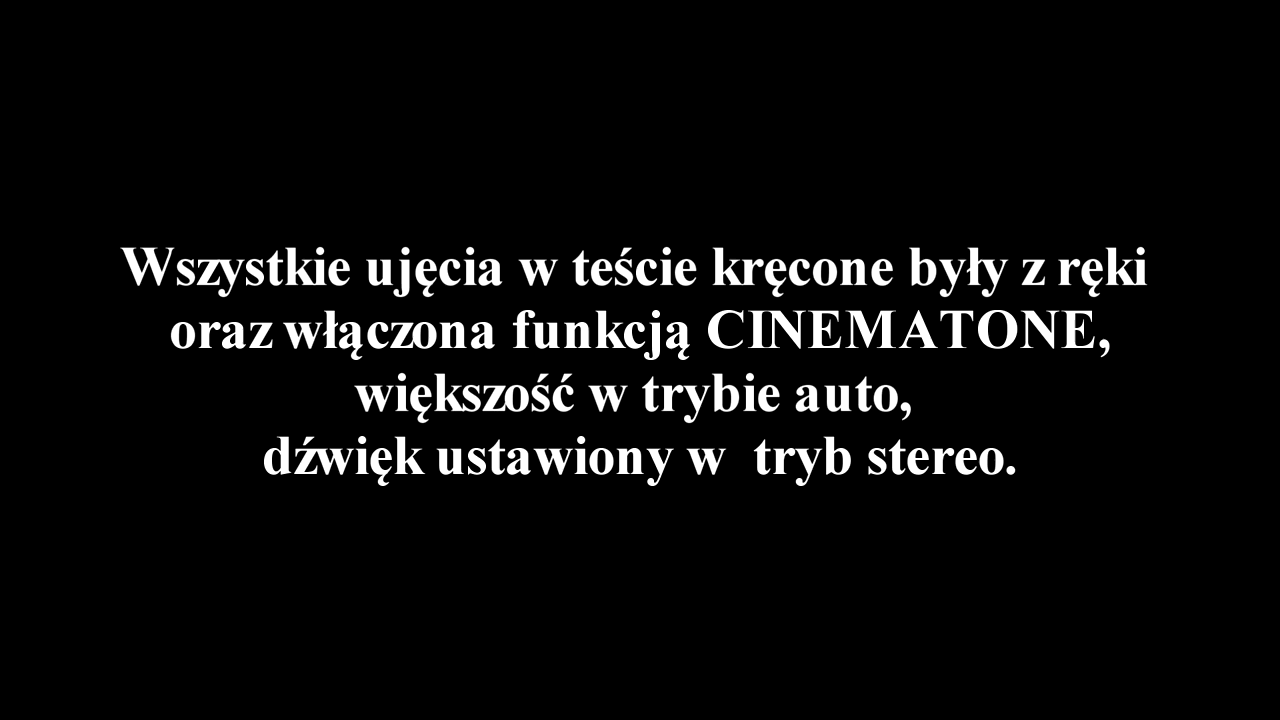 Wszystkie ujęcia w teście kręcone były z ręki
oraz włączona funkcją CINEMATONE,
większość w trybie auto,
dźwięk ustawiony w  tryb stereo.